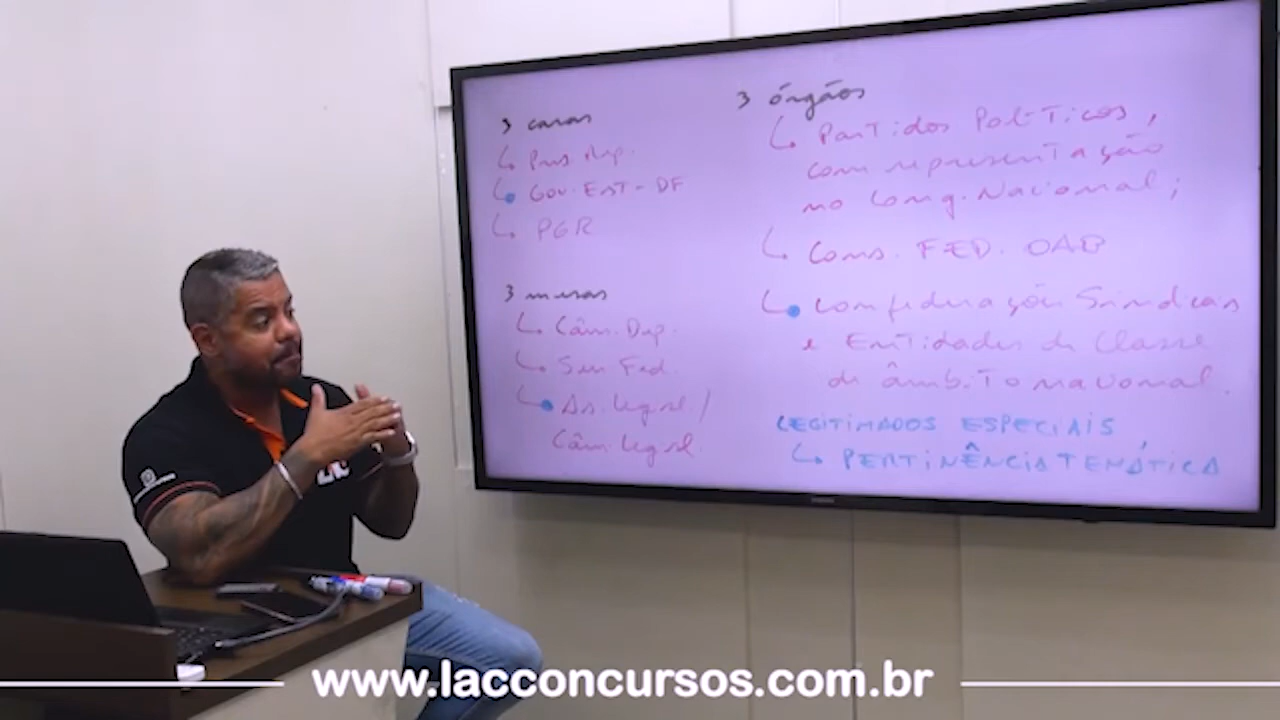 3 caras
Pres. Rep.
Gov. EST - DF
PGR
3 mesas
Câm. Dep.
Sen Fed.
As. Legisl. /
Câm. Legisl.
3 órgãos
Partidos Políticos,
com representação
no Cong. Nacional;
Cons. FED. OAB
Confederações Sindicais
e Entidades de Classe
de âmbito nacional.
LEGITIMADOS ESPECIAIS
PERTINÊNCIA TEMÁTICA
www.lacconcursos.com.br